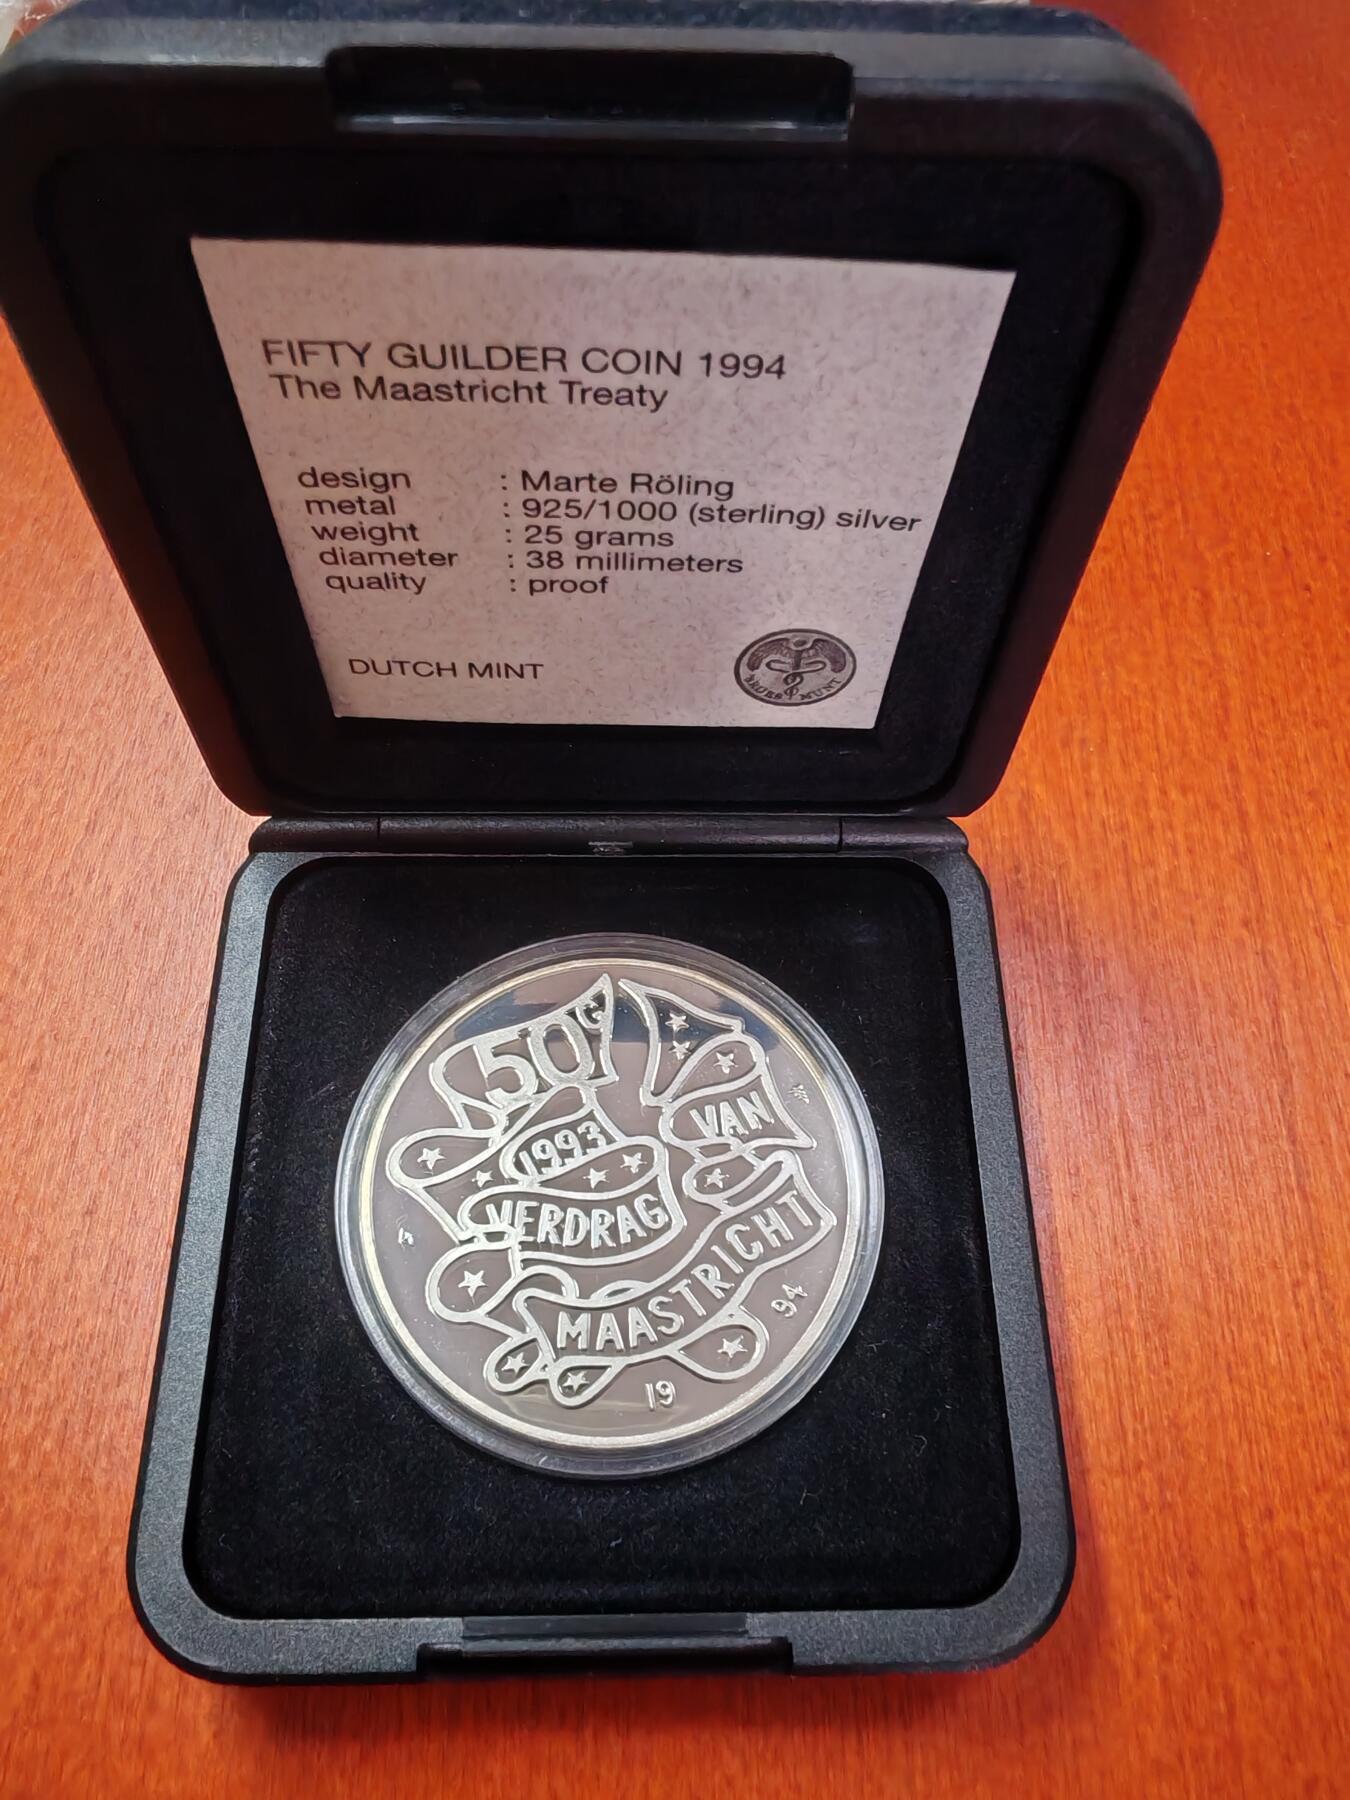 FIFTY GUILDER COIN 1994
The Maastricht Treaty
design : Marte Röling
metal : 925/1000 (sterling) silver
weight : 25 grams
diameter : 38 millimeters
quality : proof
DUTCH MINT
MUNT
50G
1993
VERDRAG
VAN
MAASTRICHT
19
94